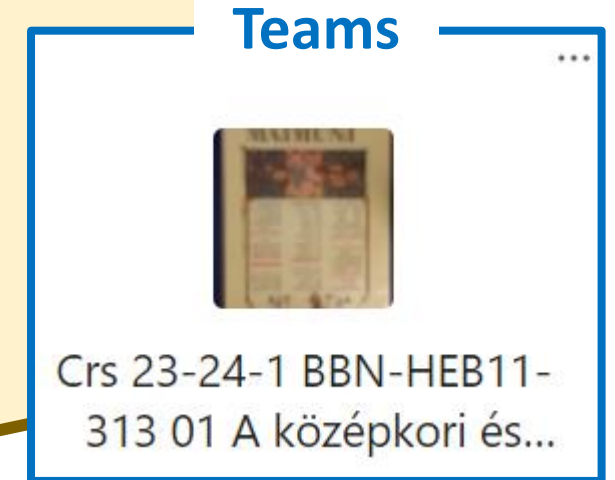 Teams
...
MAIMUNI
Crs 23-24-1 BBN-HEB11-
313 01 A középkori és...